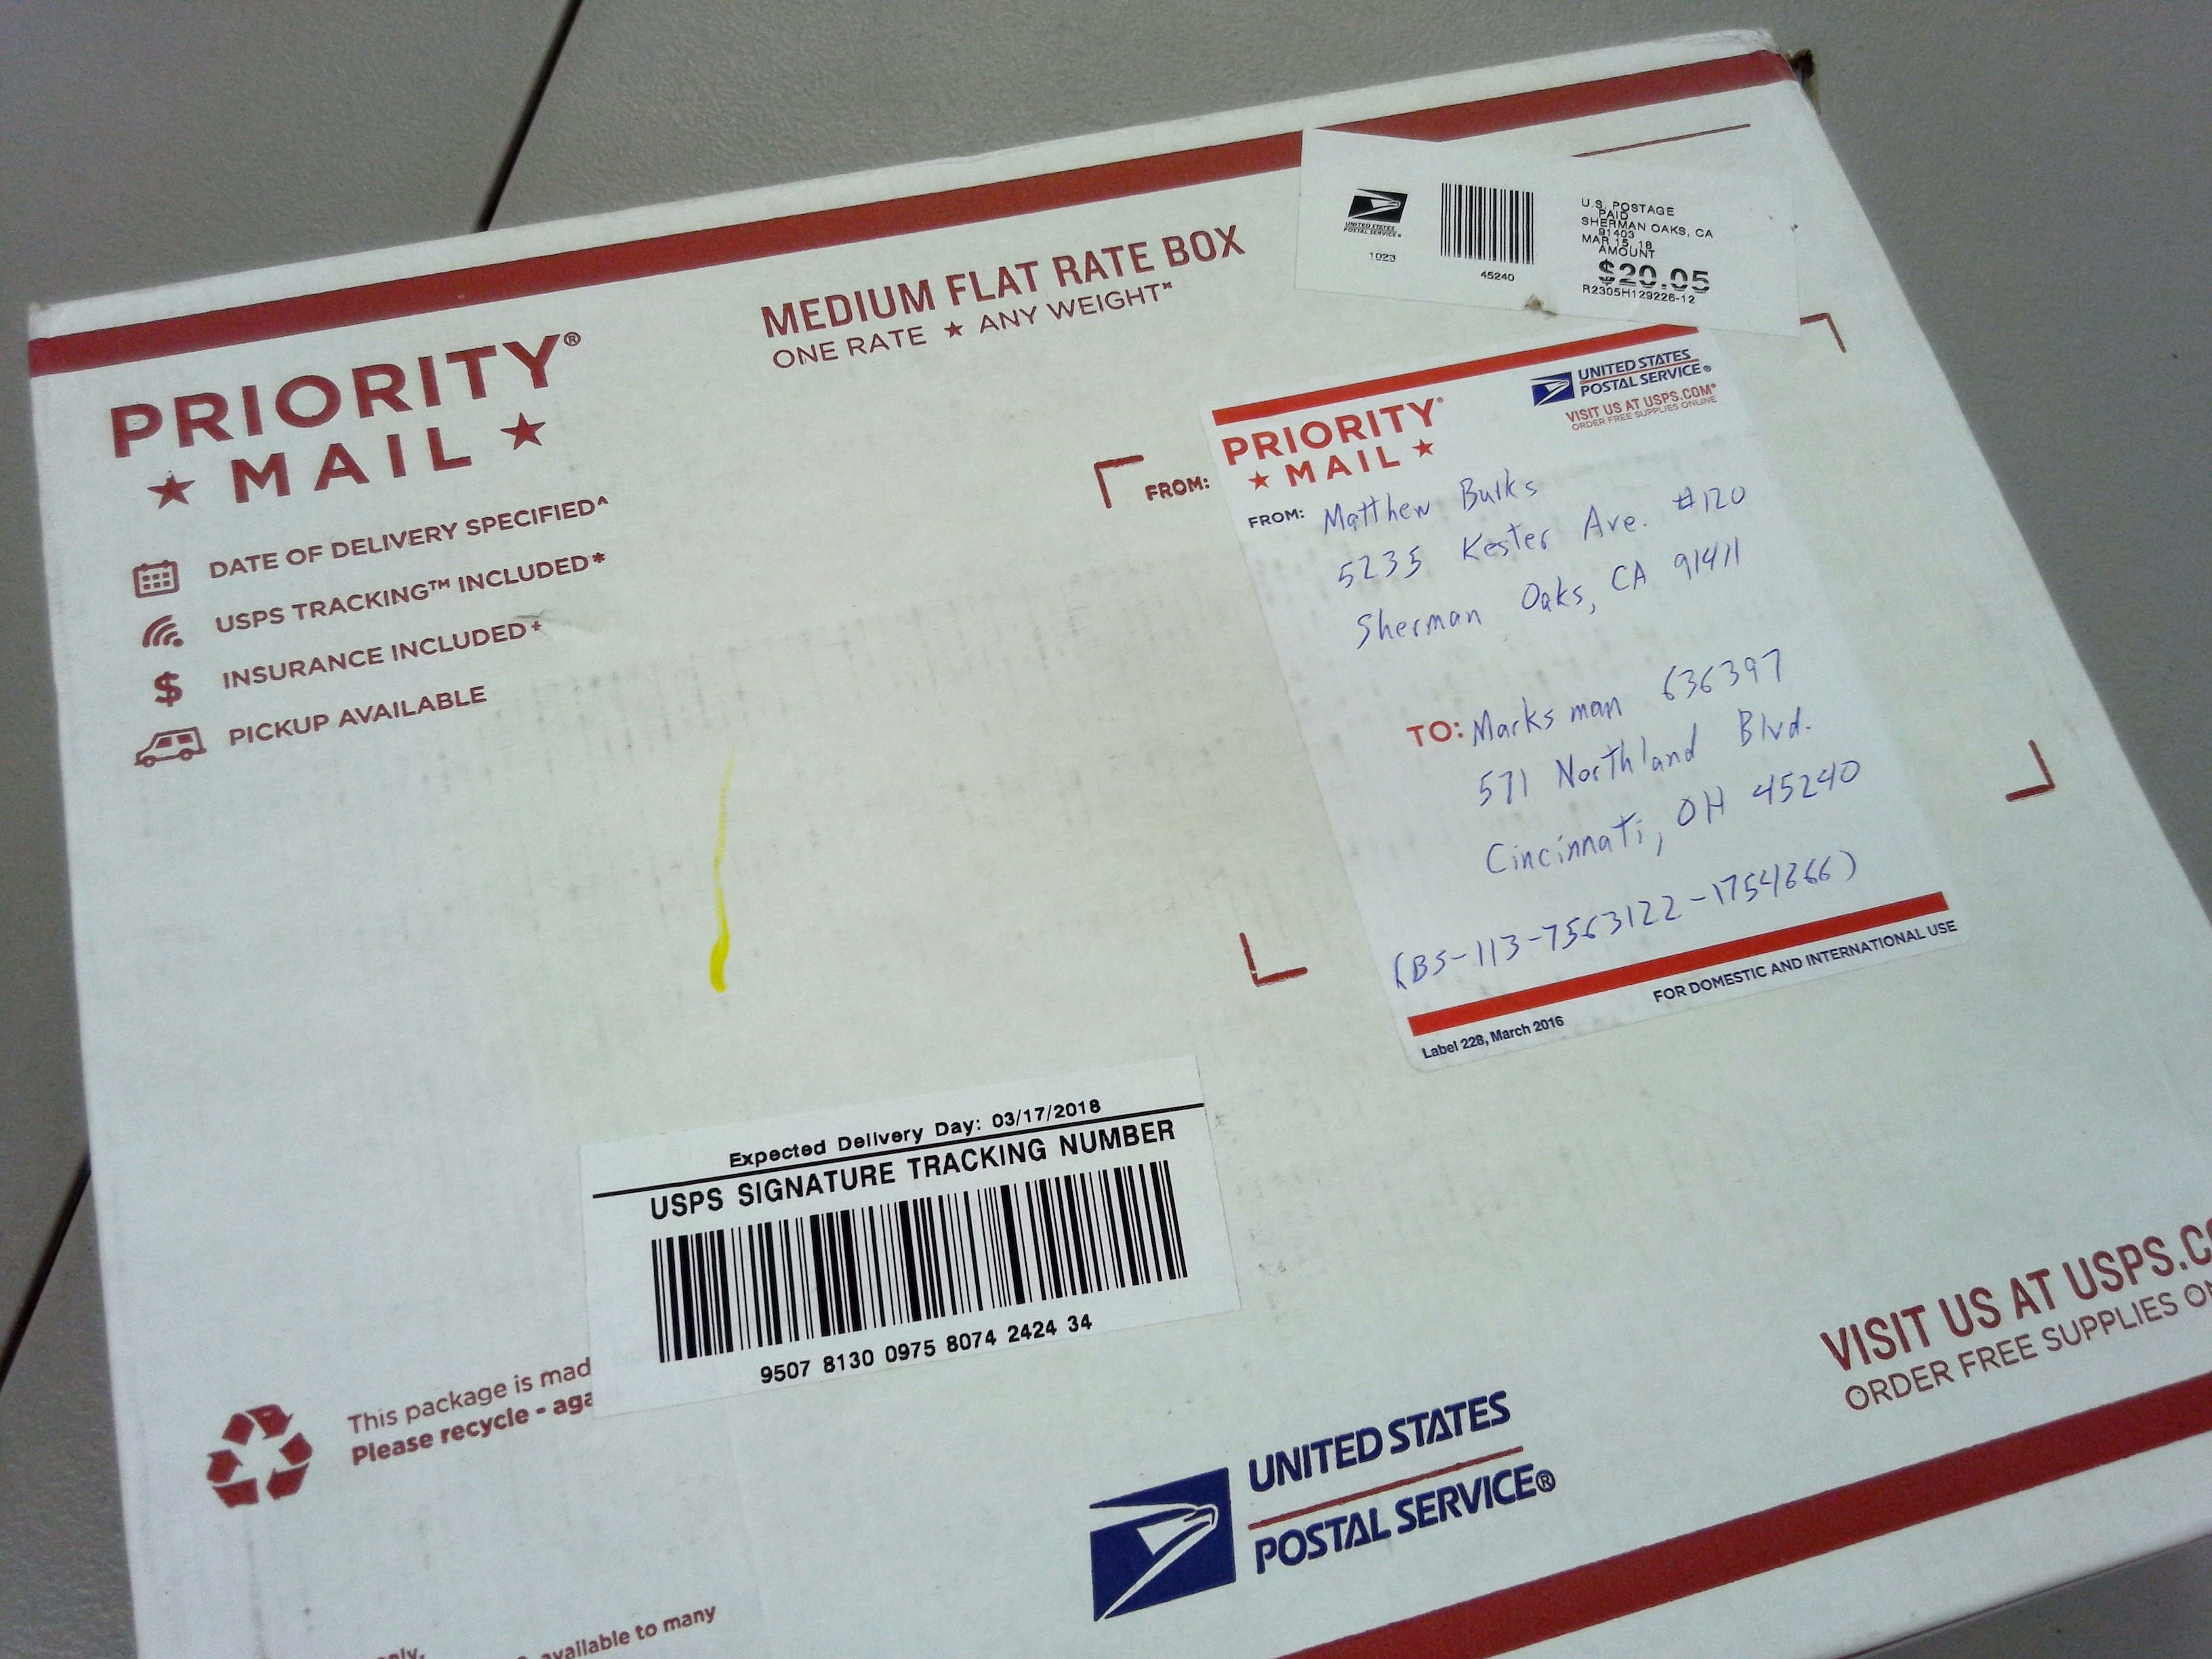 PRIORITY®
MAIL
DATE OF DELIVERY SPECIFIED^
USPS TRACKING™ INCLUDED*
$ INSURANCE INCLUDED*
PICKUP AVAILABLE
MEDIUM FLAT RATE BOX
ONE RATE ★ ANY WEIGHT*
UNITED STATES
POSTAL SERVICE®
1023
45240
U.S. POSTAGE
PAID
SHERMAN OAKS, CA
91403
MAR 15, 18
AMOUNT
$20.05
R2305H129226-12
FROM:
PRIORITY®
★ MAIL ★
UNITED STATES
POSTAL SERVICE®
VISIT US AT USPS.COM®
ORDER FREE SUPPLIES ONLINE
FROM: Matthew Burks
5235 Kester Ave. #120
Sherman Oaks, CA 91411
TO: Marksman 636397
571 Northland Blvd.
Cincinnati, OH 45240
(BS-113-7563122-1754666)
FOR DOMESTIC AND INTERNATIONAL USE
Label 228, March 2016
Expected Delivery Day: 03/17/2018
USPS SIGNATURE TRACKING NUMBER
9507 8130 0975 8074 2424 34
This package is mad
Please recycle - aga
UNITED STATES
POSTAL SERVICE®
VISIT US AT USPS.C
ORDER FREE SUPPLIES
available to many